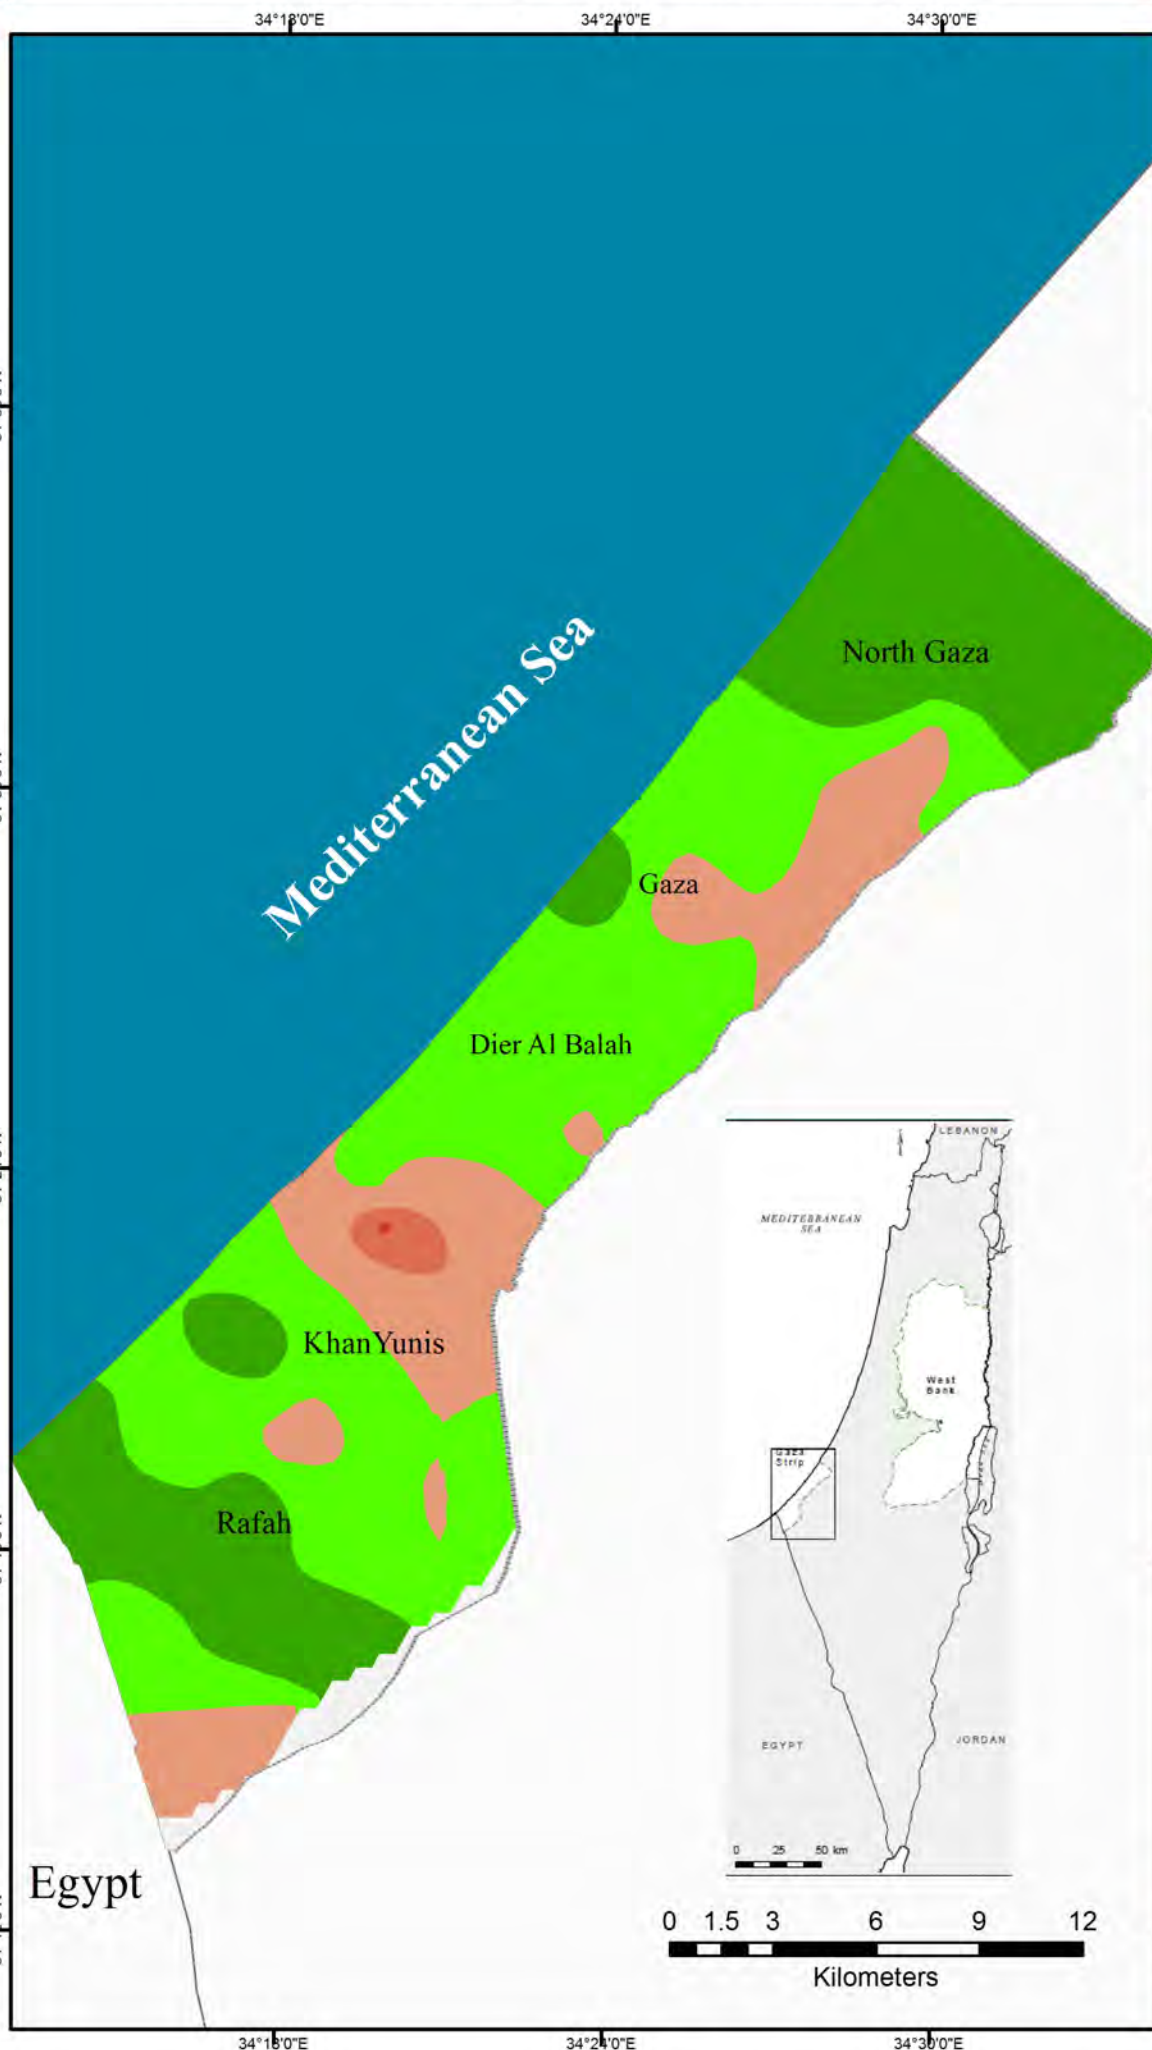 34°18'0"E 34°24'0"E 34°30'0"E
Mediterranean Sea
North Gaza
Gaza
Dier Al Balah
KhanYunis
Rafah
Egypt
LEBANON
MEDITERRANEAN
SEA
West
Bank
Gaza
Strip
EGYPT
JORDAN
0 25 50 km
0 1.5 3 6 9 12
Kilometers
34°18'0"E 34°24'0"E 34°30'0"E